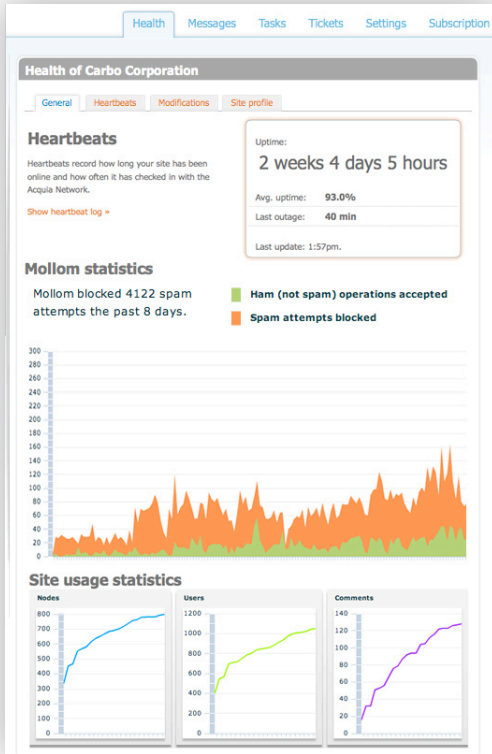 Health Messages Tasks Tickets Settings Subscription
Health of Carbo Corporation
General Heartbeats Modifications Site profile
Heartbeats
Heartbeats record how long your site has been
online and how often it has checked in with the
Acquia Network.
Show heartbeat log »
Uptime:
2 weeks 4 days 5 hours
Avg. uptime: 93.0%
Last outage: 40 min
Last update: 1:57pm.
Mollom statistics
Mollom blocked 4122 spam
attempts the past 8 days.
Ham (not spam) operations accepted
Spam attempts blocked
300
280
260
240
220
200
180
160
140
120
100
80
60
40
20
0
Site usage statistics
Nodes
800
700
600
500
400
300
200
100
0
Users
1200
1000
800
600
400
200
0
Comments
140
120
100
80
60
40
20
0